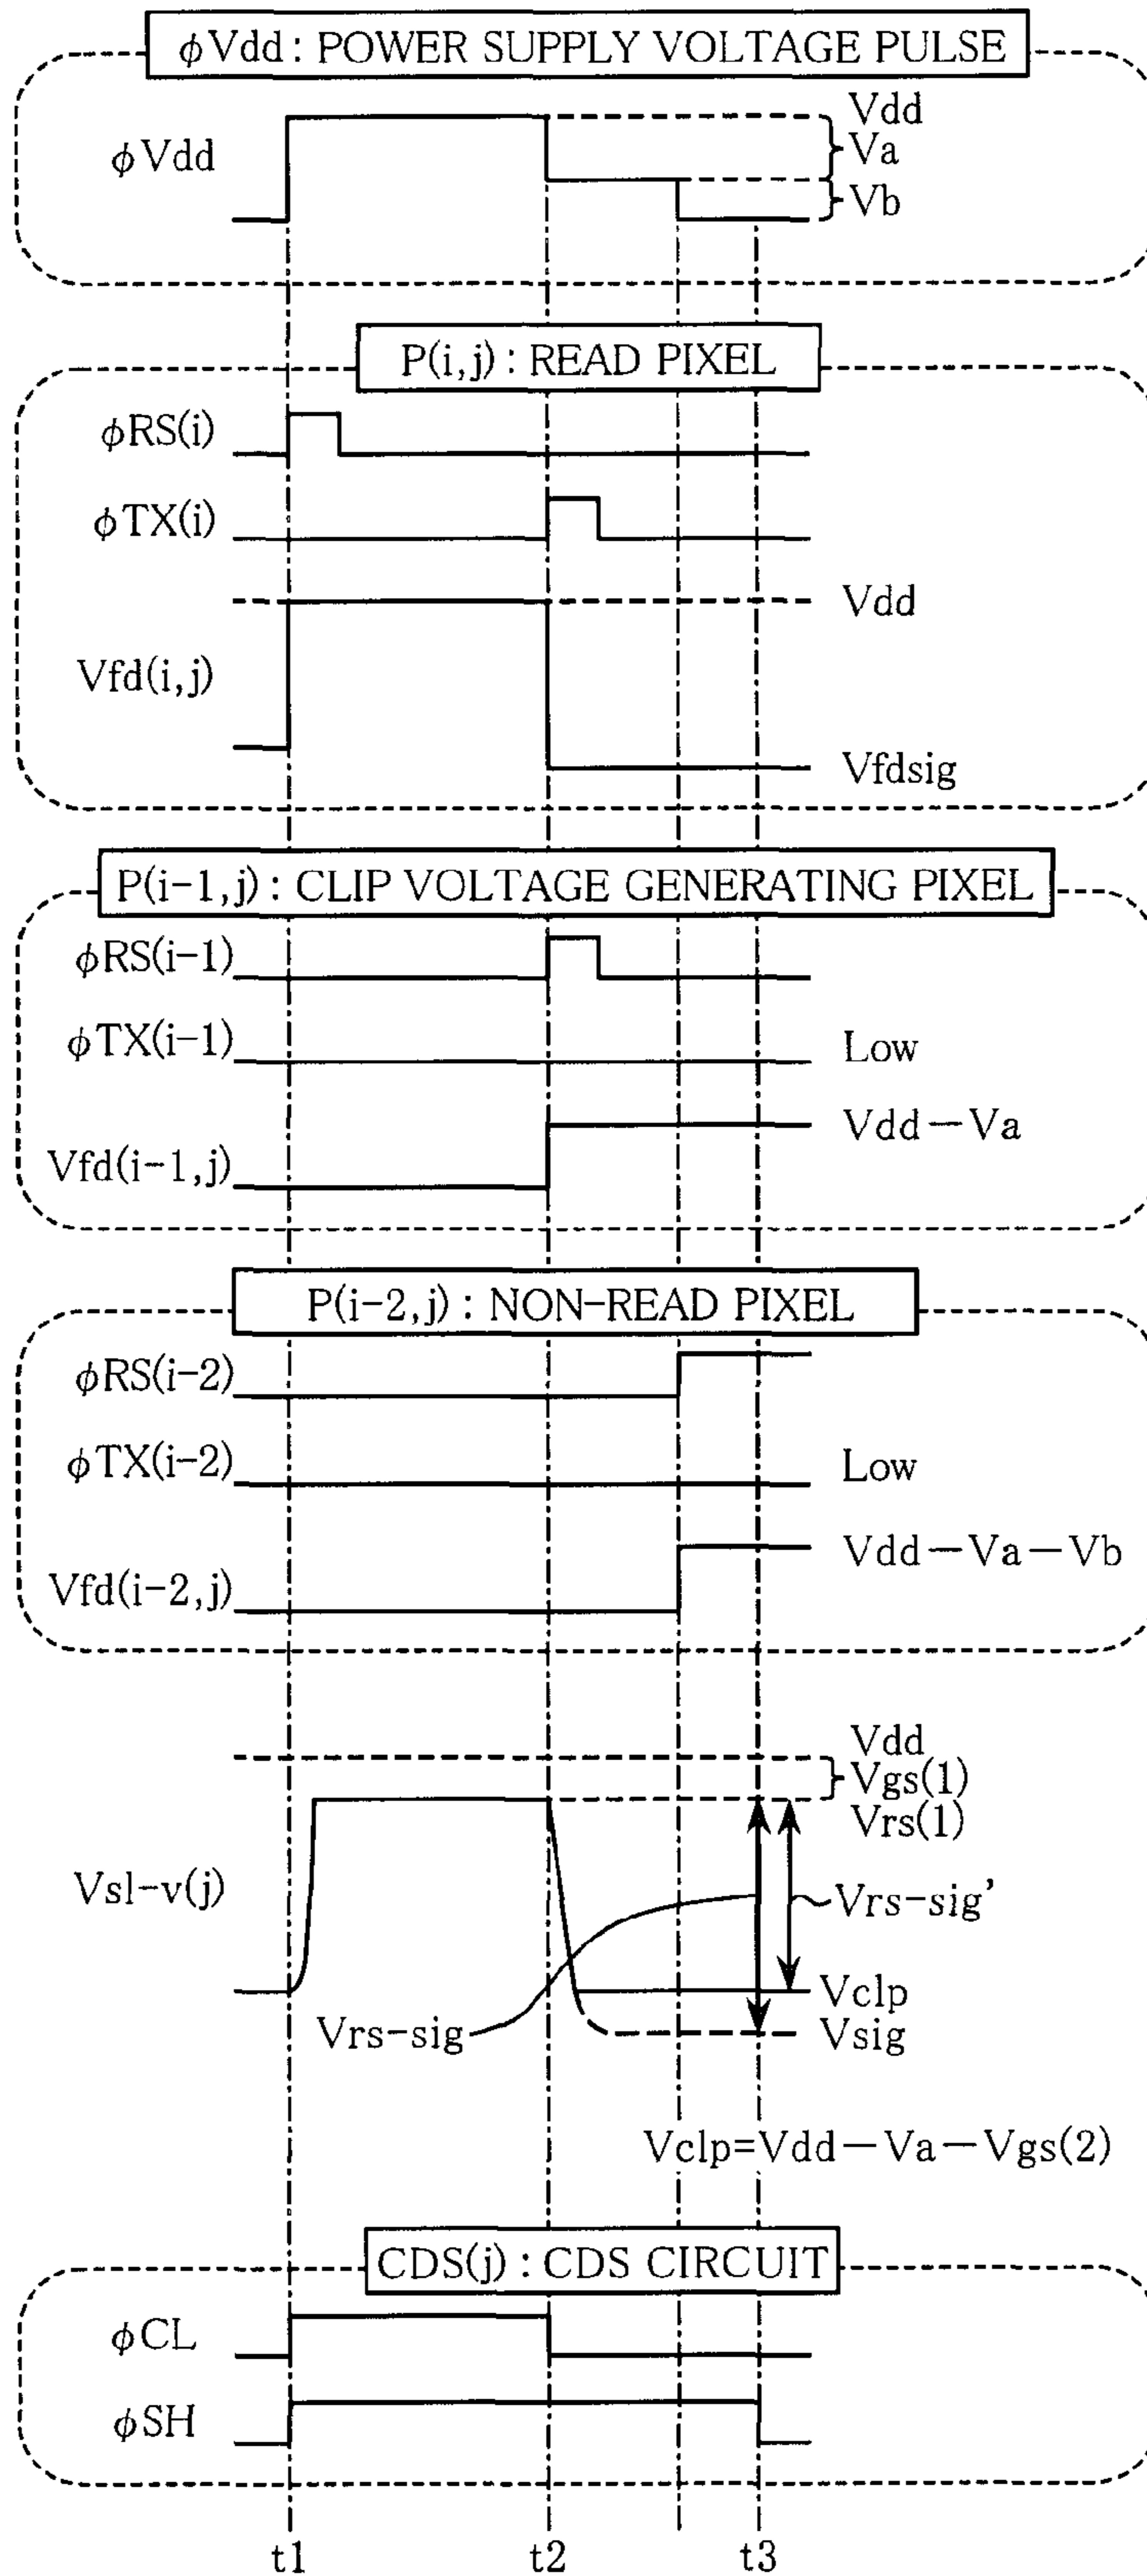 φVdd : POWER SUPPLY VOLTAGE PULSE
Vdd
φVdd
Va
Vb
P(i,j) : READ PIXEL
φRS(i)
φTX(i)
Vdd
Vfd(i,j)
Vfdsig
P(i-1,j) : CLIP VOLTAGE GENERATING PIXEL
φRS(i-1)
φTX(i-1)
Low
Vdd-Va
Vfd(i-1,j)
P(i-2,j) : NON-READ PIXEL
φRS(i-2)
φTX(i-2)
Low
Vdd-Va-Vb
Vfd(i-2,j)
Vdd
Vgs(1)
Vrs(1)
Vsl-v(j)
Vrs-sig'
Vclp
Vrs-sig
Vsig
Vclp=Vdd-Va-Vgs(2)
CDS(j) : CDS CIRCUIT
φCL
φSH
t1 t2 t3